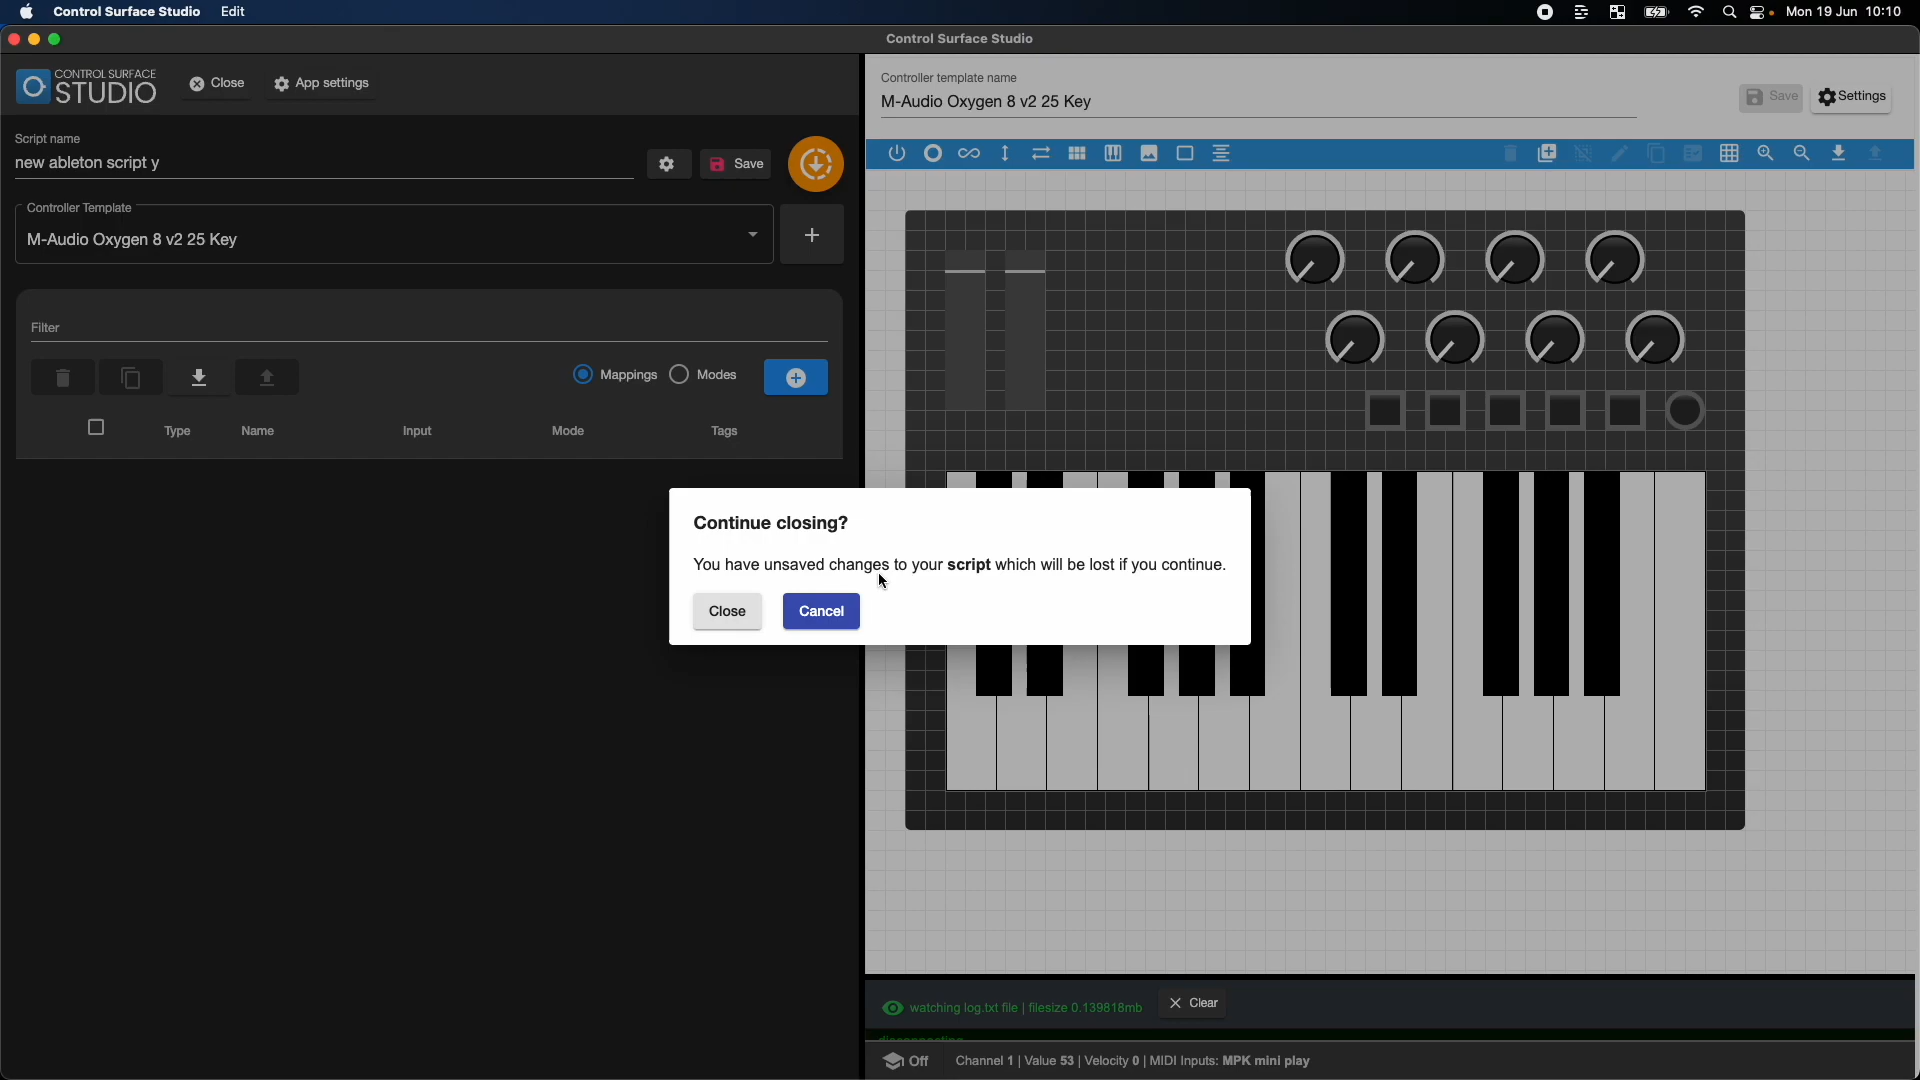 Control Surface Studio Edit Mon 19 Jun 10:10
Control Surface Studio
CONTROL SURFACE
STUDIO
Close
App settings
Script name
new ableton script y
Save
Controller Template
M-Audio Oxygen 8 v2 25 Key
Filter
Mappings
Modes
Type Name Input Mode Tags
Controller template name
M-Audio Oxygen 8 v2 25 Key
Save
Settings
Continue closing?
You have unsaved changes to your script which will be lost if you continue.
Close
Cancel
watching log.txt file | filesize 0.139818mb
Clear
Off
Channel 1 | Value 53 | Velocity 0 | MIDI Inputs: MPK mini play